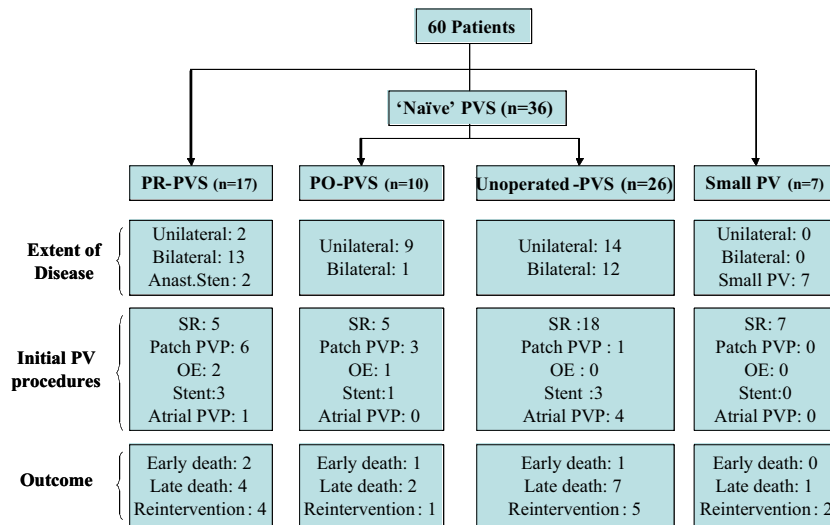 60 Patients
‘Naïve’ PVS (n=36)
PR-PVS (n=17)
PO-PVS (n=10)
Unoperated -PVS (n=26)
Small PV (n=7)
Extent of
Disease
Unilateral: 2
Bilateral: 13
Anast.Sten : 2
Unilateral: 9
Bilateral: 1
Unilateral: 14
Bilateral: 12
Unilateral: 0
Bilateral: 0
Small PV: 7
Initial PV
procedures
SR: 5
Patch PVP: 6
OE: 2
Stent:3
Atrial PVP: 1
SR: 5
Patch PVP: 3
OE: 1
Stent:1
Atrial PVP: 0
SR :18
Patch PVP : 1
OE : 0
Stent :3
Atrial PVP: 4
SR: 7
Patch PVP: 0
OE: 0
Stent:0
Atrial PVP: 0
Outcome
Early death: 2
Late death: 4
Reintervention : 4
Early death: 1
Late death: 2
Reintervention : 1
Early death: 1
Late death: 7
Reintervention : 5
Early death: 0
Late death: 1
Reintervention : 2